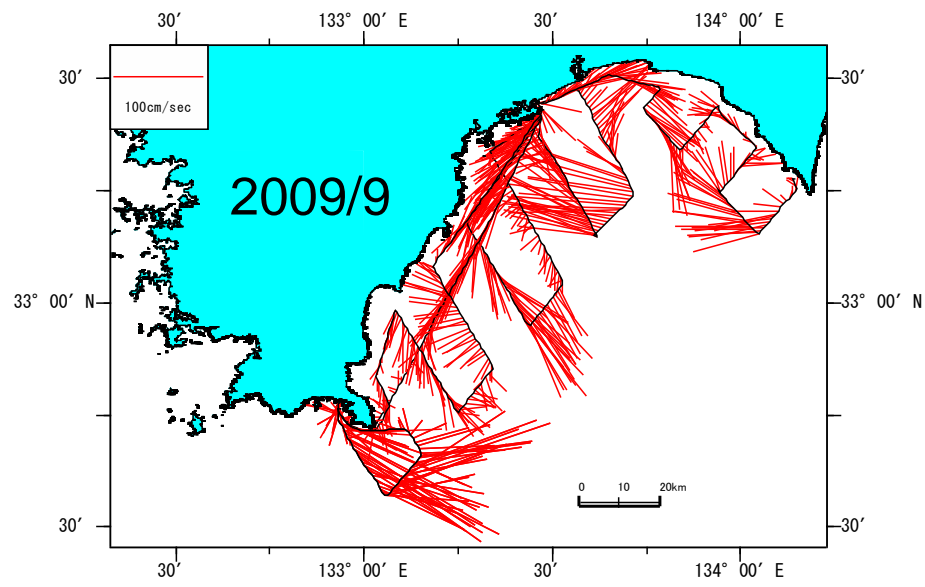 30′ 133° 00′ E 30′ 134° 00′ E
30′ 30′
100cm/sec
2009/9
33° 00′ N 33° 00′ N
0 10 20km
30′ 30′
30′ 133° 00′ E 30′ 134° 00′ E